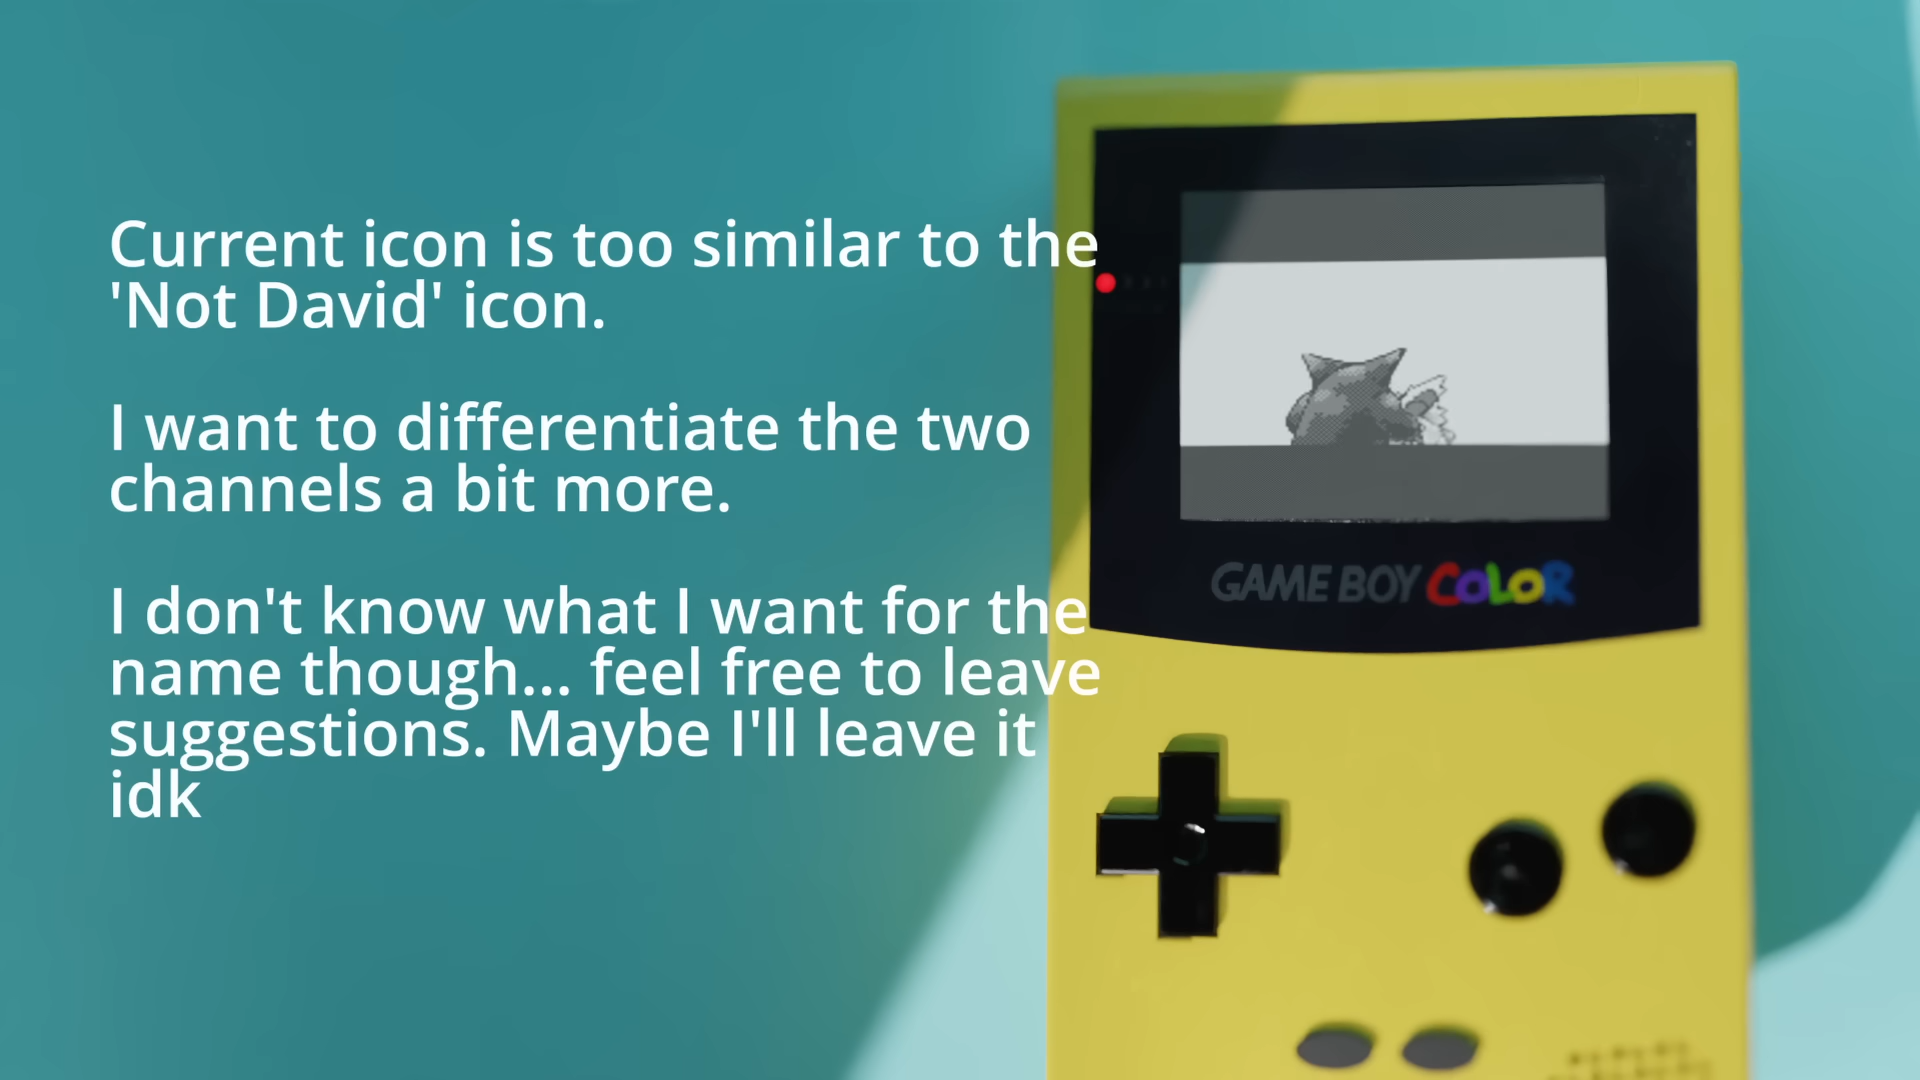 Current icon is too similar to the
'Not David' icon.
I want to differentiate the two
channels a bit more.
I don't know what I want for the
name though... feel free to leave
suggestions. Maybe I'll leave it
idk
GAME BOY COLOR